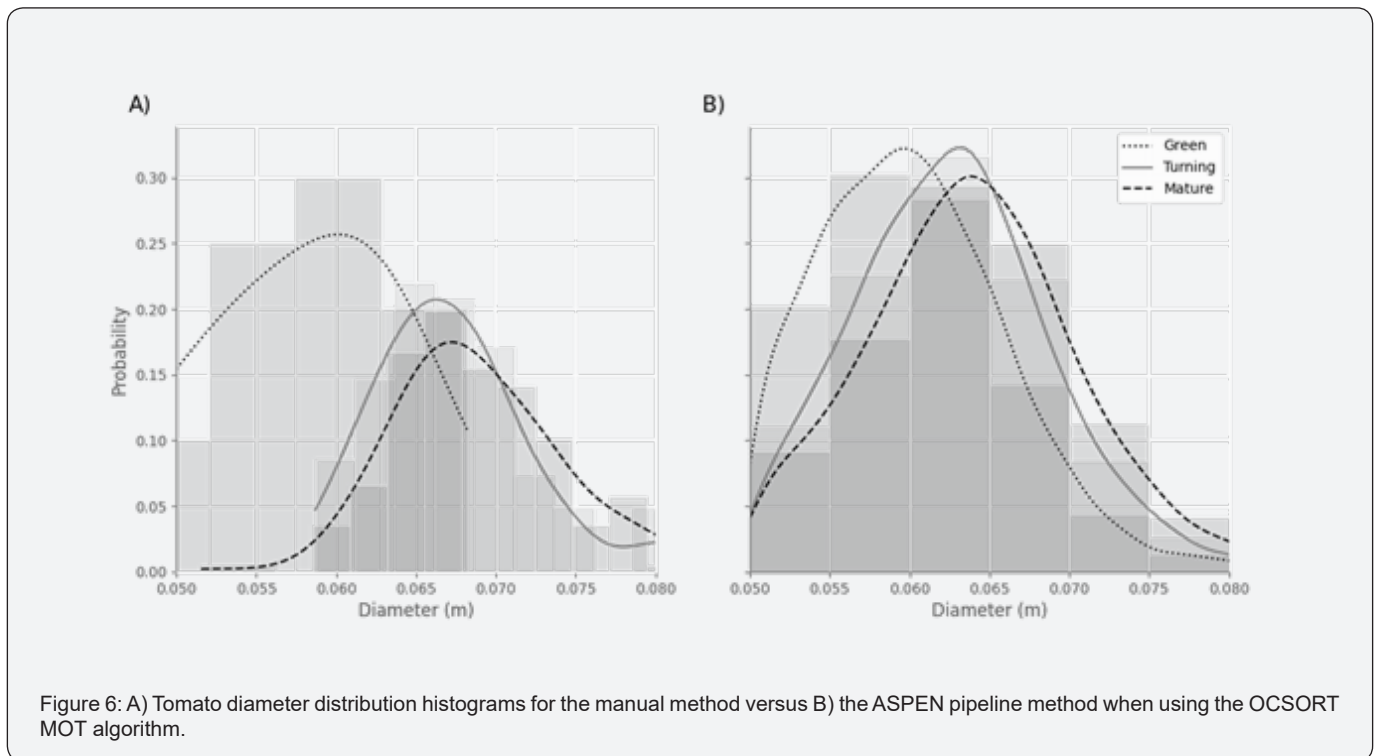 A)
B)
Green
Turning
Mature
0.30
0.25
0.20
0.15
0.10
0.05
0.00
Probability
0.050 0.055 0.060 0.065 0.070 0.075 0.080
Diameter (m)
0.050 0.055 0.060 0.065 0.070 0.075 0.080
Diameter (m)
Figure 6: A) Tomato diameter distribution histograms for the manual method versus B) the ASPEN pipeline method when using the OCSORT
MOT algorithm.